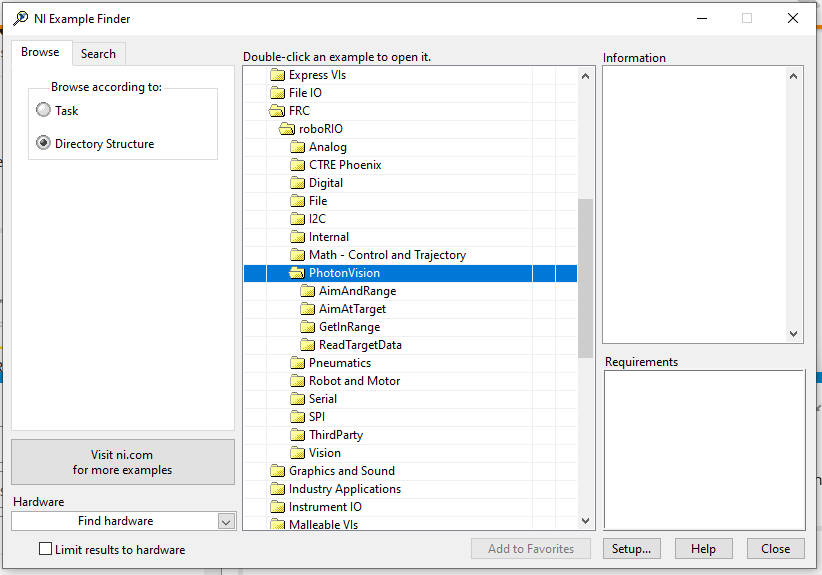 NI Example Finder
Browse
Search
Browse according to:
Task
Directory Structure
Visit ni.com
for more examples
Hardware
Find hardware
Limit results to hardware
Double-click an example to open it.
Express VIs
File IO
FRC
roboRIO
Analog
CTRE Phoenix
Digital
File
I2C
Internal
Math - Control and Trajectory
PhotonVision
AimAndRange
AimAtTarget
GetInRange
ReadTargetData
Pneumatics
Robot and Motor
Serial
SPI
ThirdParty
Vision
Graphics and Sound
Industry Applications
Instrument IO
Malleable VIs
Information
Requirements
Add to Favorites
Setup...
Help
Close